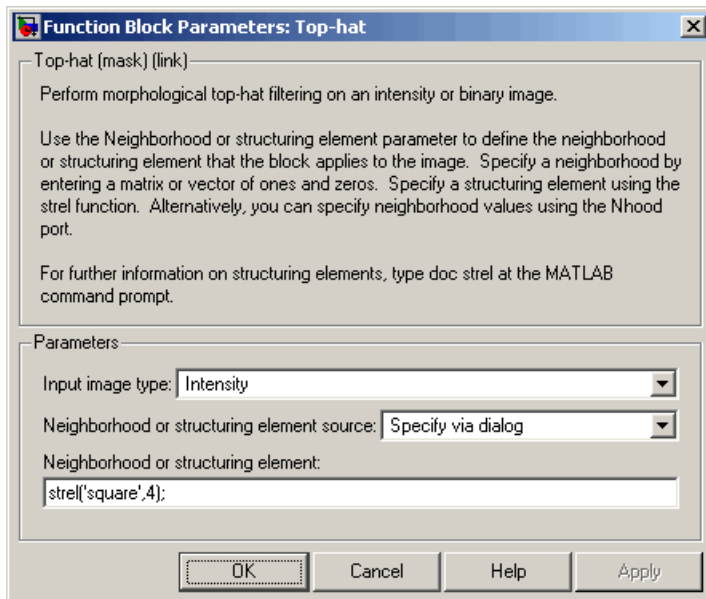 Function Block Parameters: Top-hat
Top-hat (mask) (link)
Perform morphological top-hat filtering on an intensity or binary image.
Use the Neighborhood or structuring element parameter to define the neighborhood
or structuring element that the block applies to the image. Specify a neighborhood by
entering a matrix or vector of ones and zeros. Specify a structuring element using the
strel function. Alternatively, you can specify neighborhood values using the Nhood
port.
For further information on structuring elements, type doc strel at the MATLAB
command prompt.
Parameters
Input image type: Intensity
Neighborhood or structuring element source: Specify via dialog
Neighborhood or structuring element:
strel('square',4);
OK Cancel Help Apply